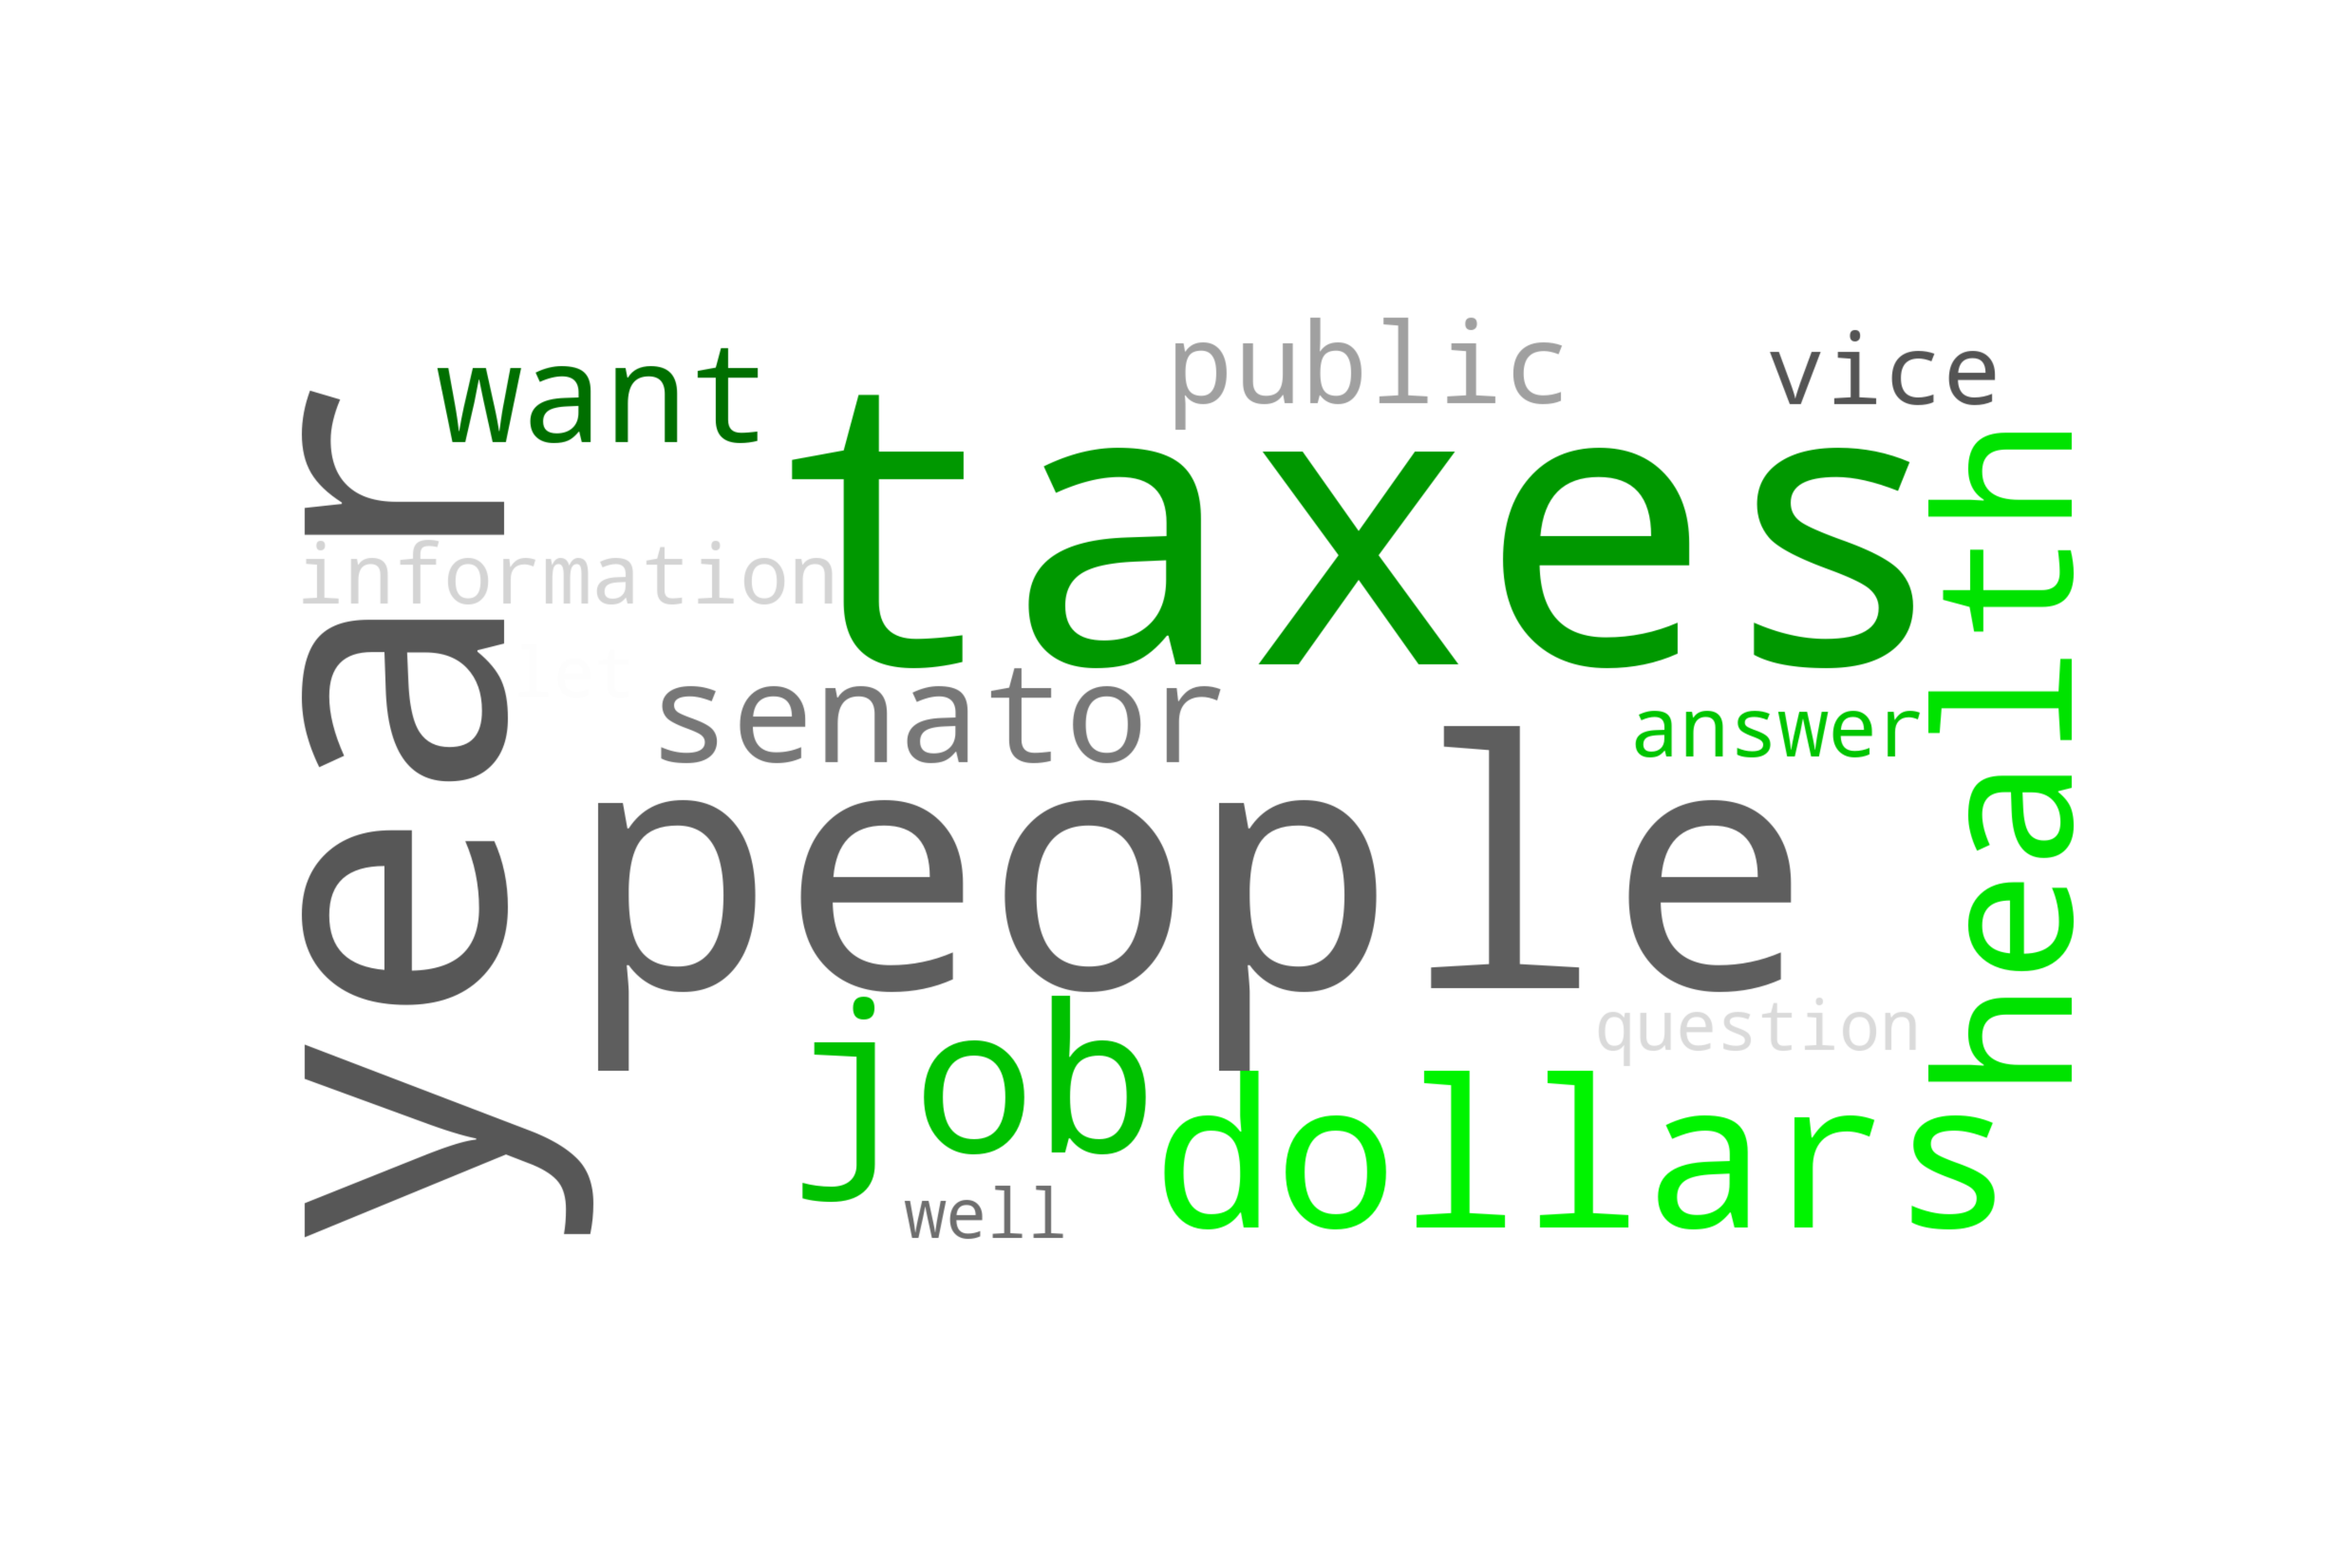 want
public
vice
taxes
year
information
let
senator
answer
health
people
question
job
dollars
well